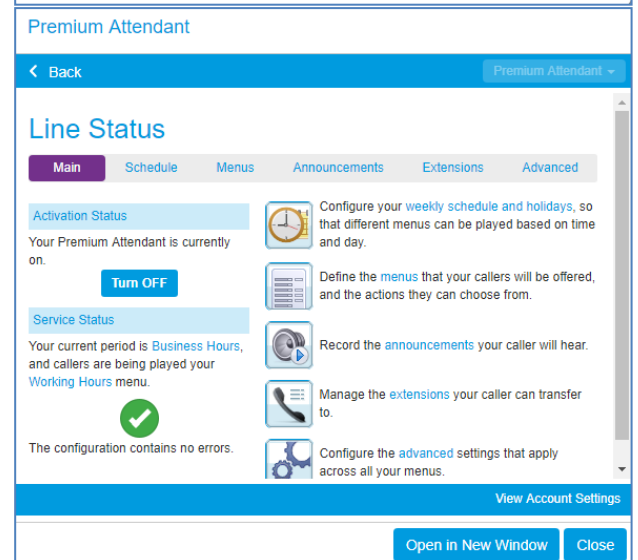 Premium Attendant
Back
Premium Attendant
Line Status
Main Schedule Menus Announcements Extensions Advanced
Activation Status
Your Premium Attendant is currently
on.
Turn OFF
Service Status
Your current period is Business Hours,
and callers are being played your
Working Hours menu.
The configuration contains no errors.
Configure your weekly schedule and holidays, so
that different menus can be played based on time
and day.
Define the menus that your callers will be offered,
and the actions they can choose from.
Record the announcements your caller will hear.
Manage the extensions your caller can transfer
to.
Configure the advanced settings that apply
across all your menus.
View Account Settings
Open in New Window Close